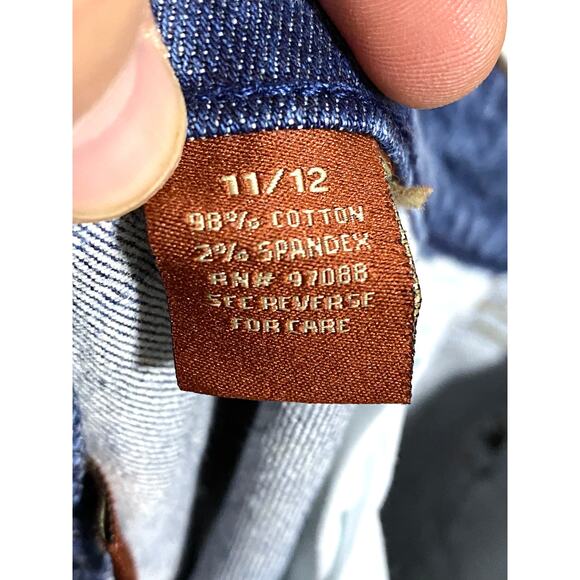 11/12
98% COTTON
2% SPANDEX
RN# 97088
SEE REVERSE
FOR CARE